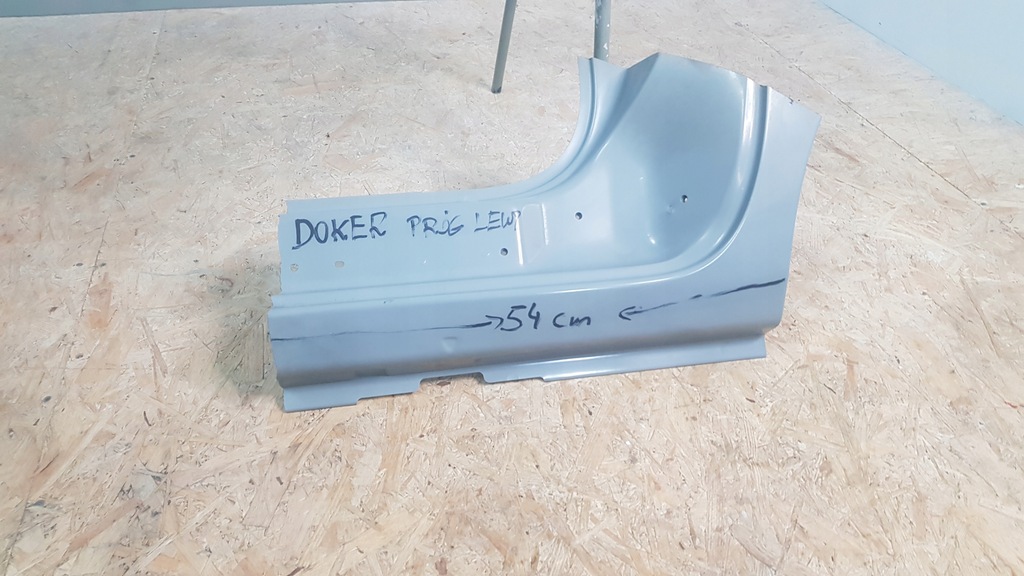 DOKER PRÓG LEWY
54 cm